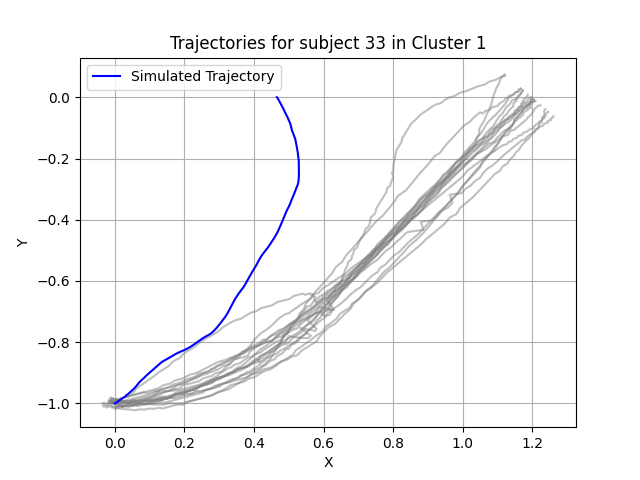 Trajectories for subject 33 in Cluster 1
Simulated Trajectory
0.0
−0.2
−0.4
−0.6
−0.8
−1.0
Y
0.0 0.2 0.4 0.6 0.8 1.0 1.2
X